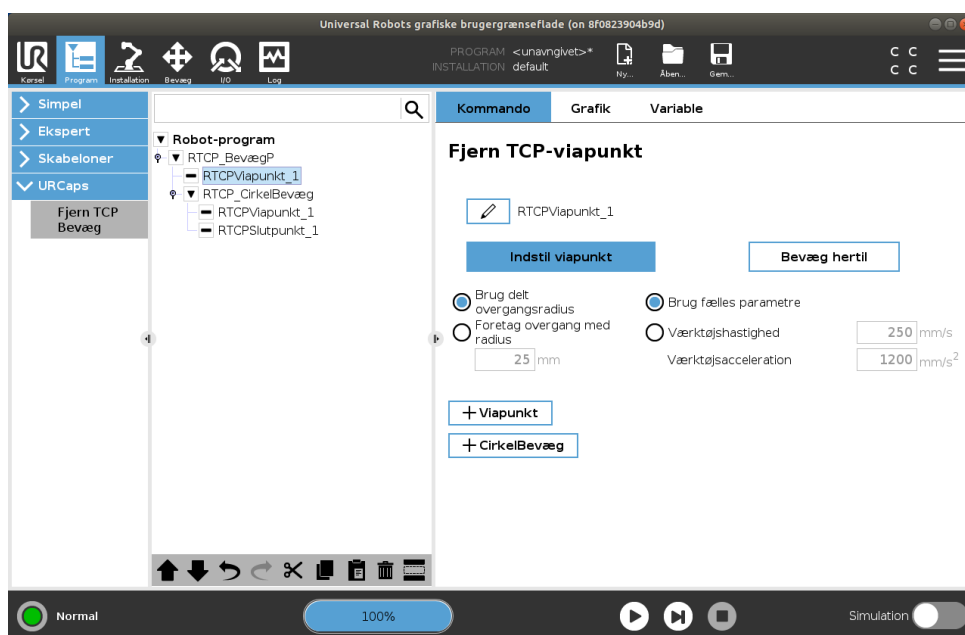 Universal Robots grafiske brugergrænseflade (on 8f0823904b9d)
PROGRAM <unavngivet>*
INSTALLATION default
Kørsel Program Installation Bevæg I/O Log
Ny... Åben... Gem...
C C
C C
Simpel
Ekspert
Skabeloner
URCaps
Fjern TCP
Bevæg
Robot-program
RTCP_BevægP
RTCPViapunkt_1
RTCP_CirkelBevæg
RTCPViapunkt_1
RTCPSlutpunkt_1
Kommando Grafik Variable
Fjern TCP-viapunkt
RTCPViapunkt_1
Indstil viapunkt Bevæg hertil
Brug delt
overgangsradius
Foretag overgang med
radius
25 mm
Brug fælles parametre
Værktøjshastighed 250 mm/s
Værktøjsacceleration 1200 mm/s²
+ Viapunkt
+ CirkelBevæg
Normal 100% Simulation